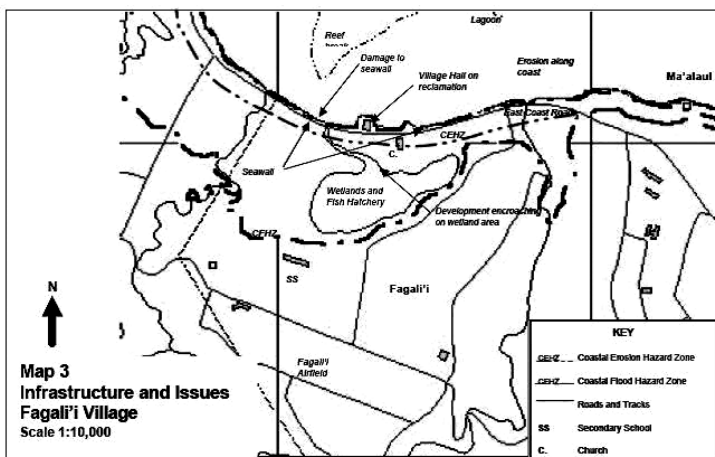 Lagoon
Reef
Damage to
seawall
Erosion along
coast
Village Hall on
reclamation
Ma'alaul
East Coast Road
CEHZ
C.
Seawall
Wetlands and
Fish Hatchery
Development encroaching
on wetland area
CFHZ
SS
Fagali'i
N
Fagali'i
Airfield
Map 3
Infrastructure and Issues
Fagali'i Village
Scale 1:10,000
KEY
CEHZ Coastal Erosion Hazard Zone
CFHZ Coastal Flood Hazard Zone
Roads and Tracks
SS Secondary School
C. Church